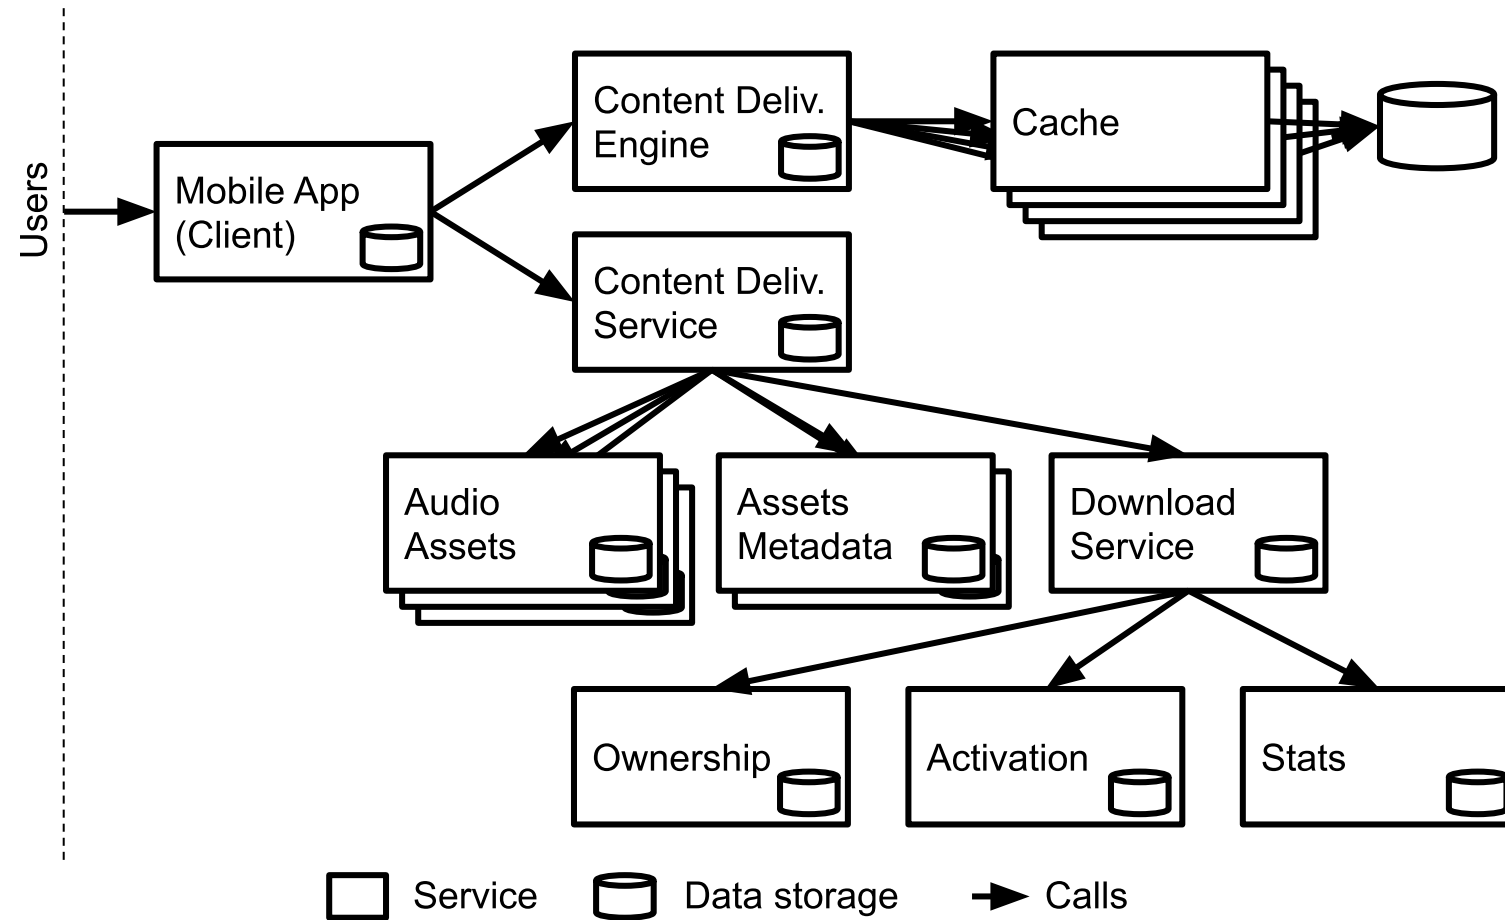 Users
Mobile App
(Client)
Content Deliv.
Engine
Cache
Content Deliv.
Service
Audio
Assets
Assets
Metadata
Download
Service
Ownership
Activation
Stats
Service
Data storage
Calls